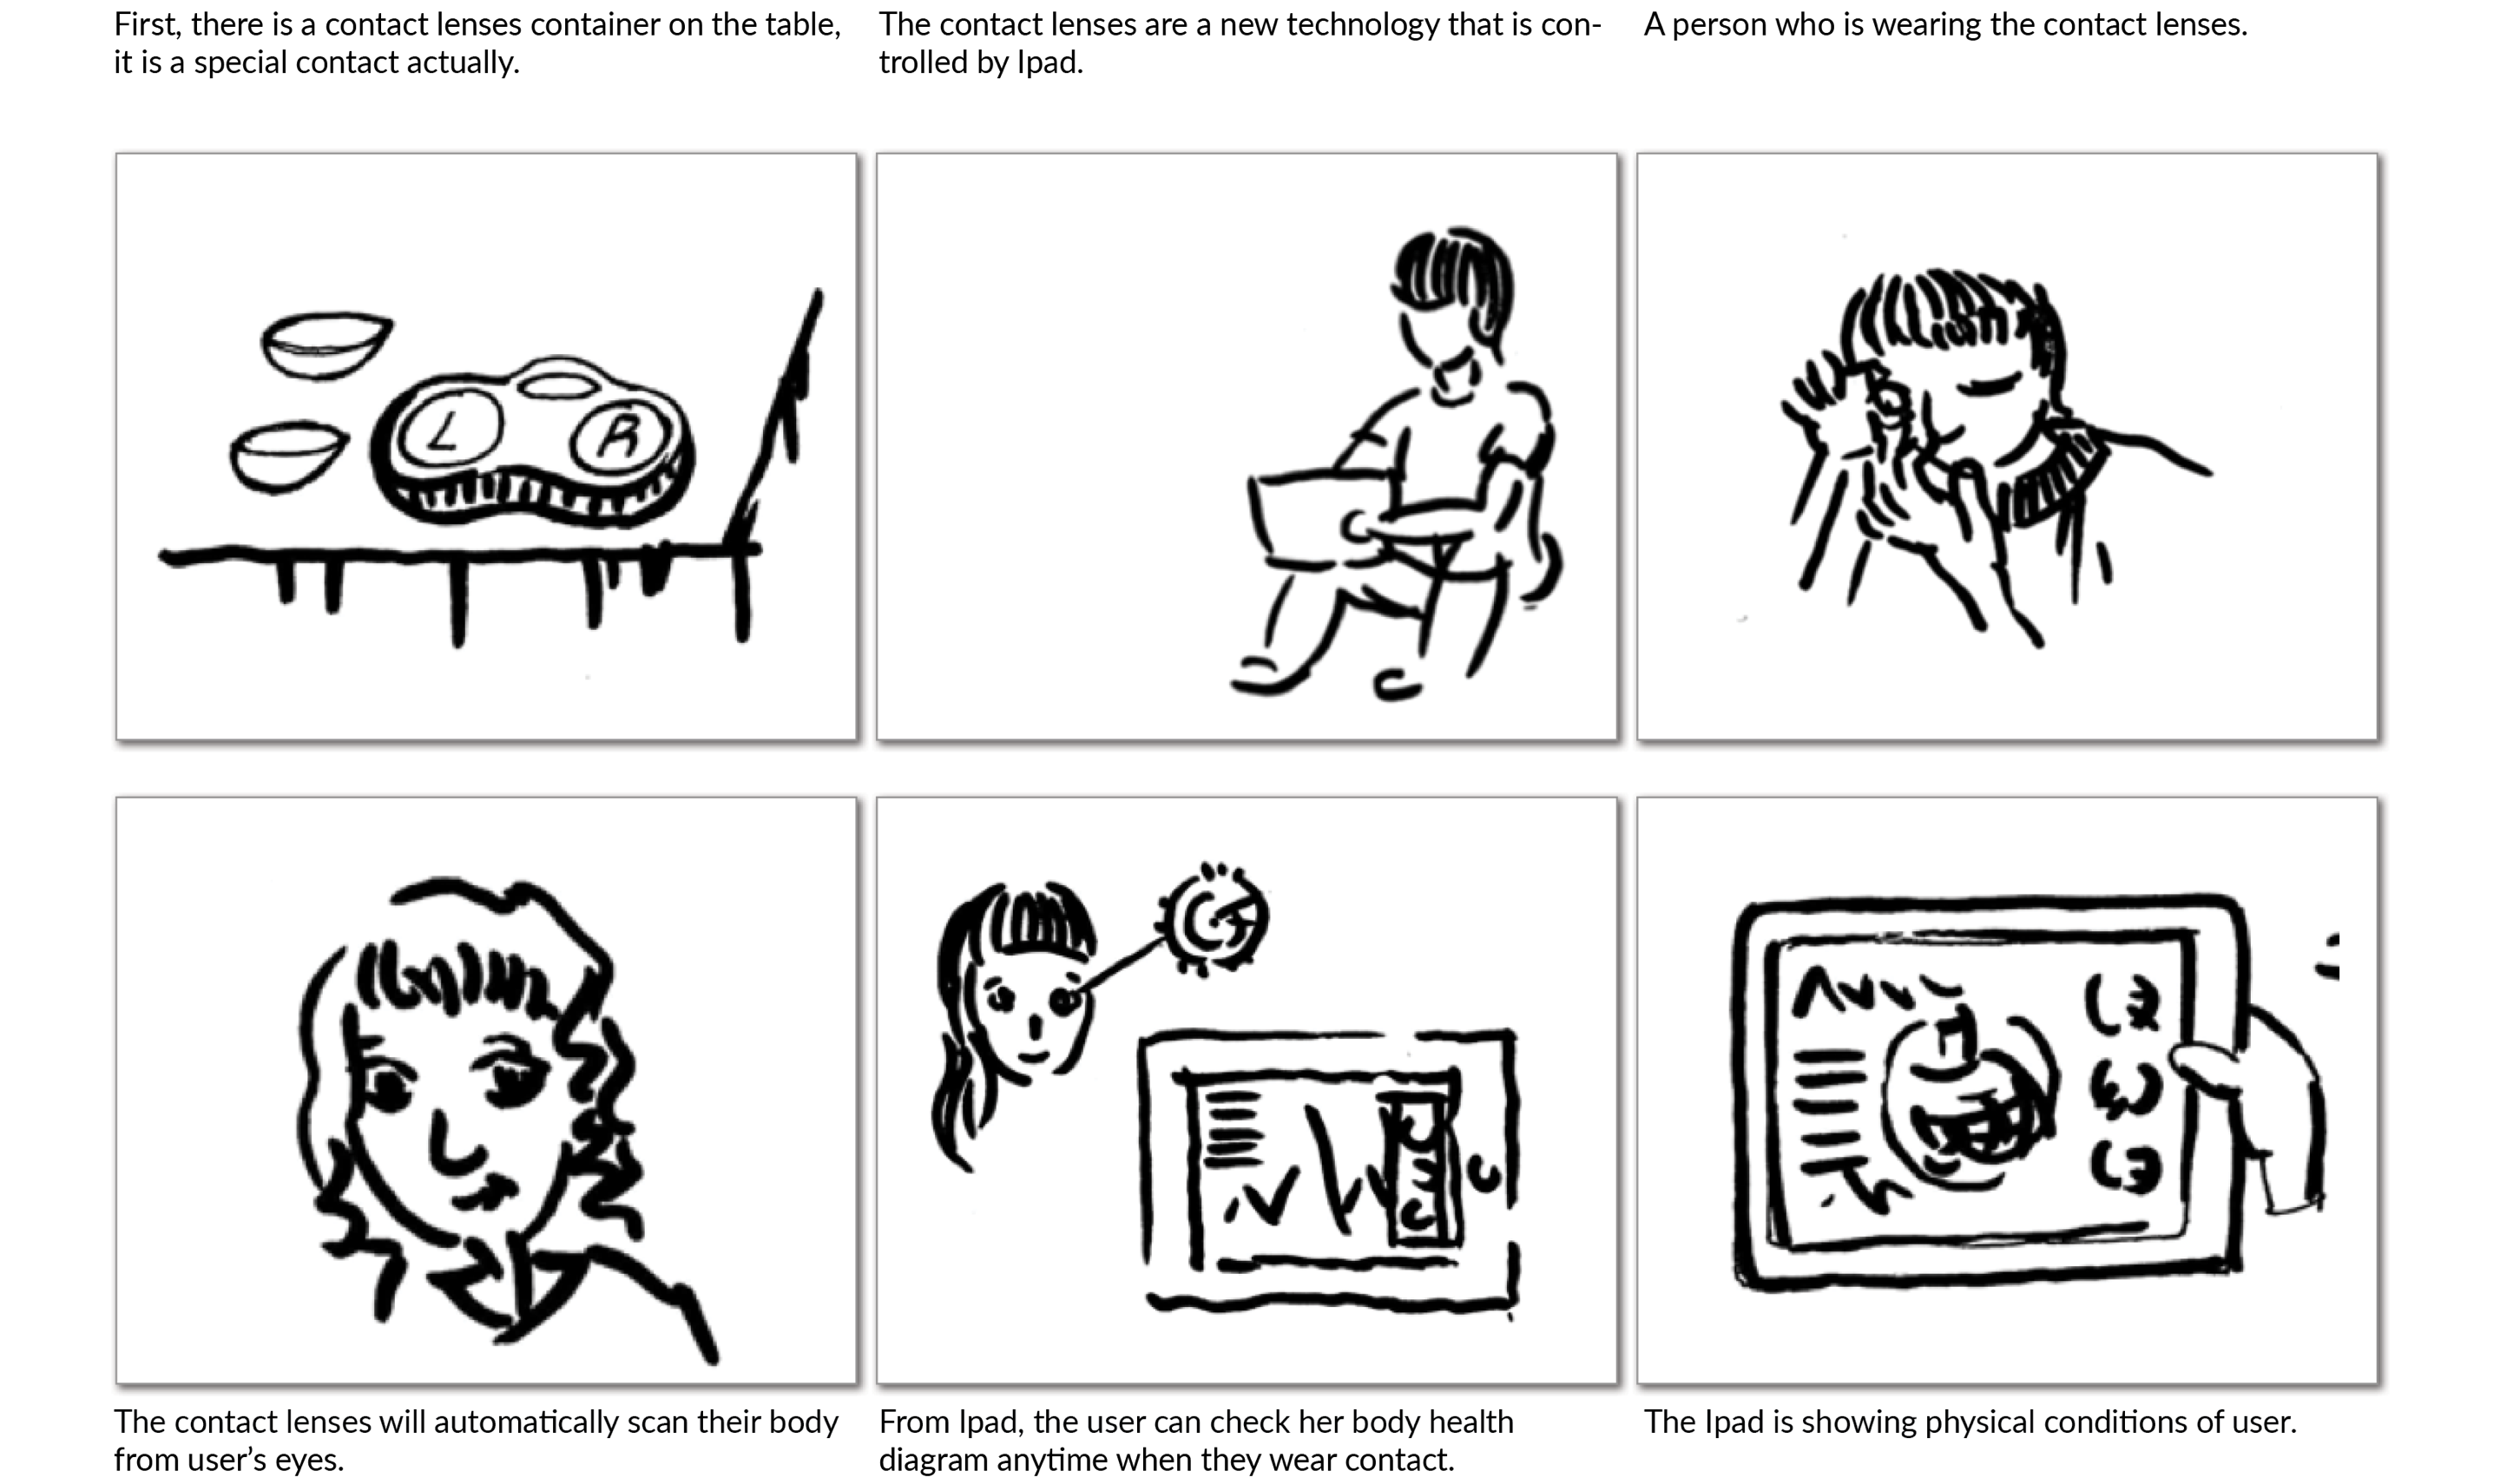 First, there is a contact lenses container on the table,
it is a special contact actually.
The contact lenses are a new technology that is con-
trolled by Ipad.
A person who is wearing the contact lenses.
L
R
The contact lenses will automatically scan their body
from user's eyes.
From Ipad, the user can check her body health
diagram anytime when they wear contact.
The Ipad is showing physical conditions of user.